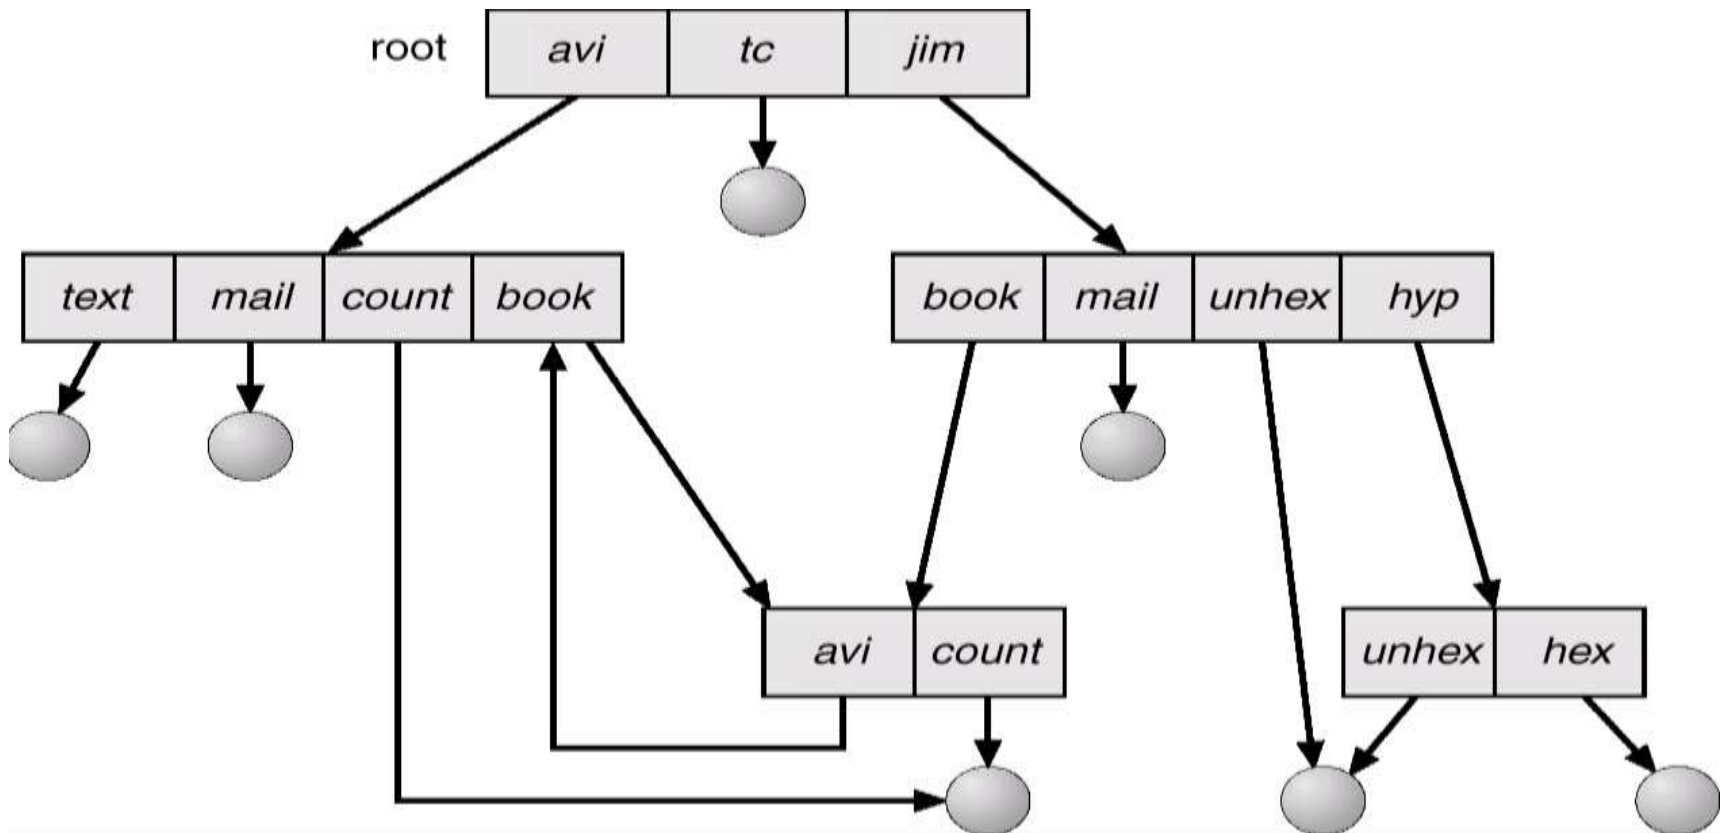 root avi tc jim
text mail count book book mail unhex hyp
avi count unhex hex